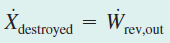 Ẋdestroyed = Ẇrev,out